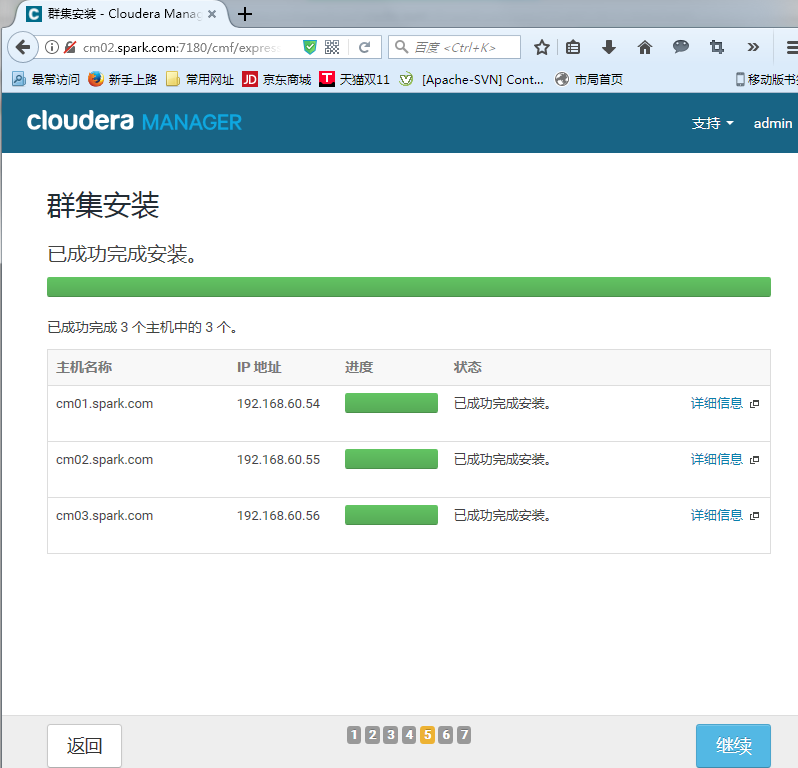 群集安装 - Cloudera Manag
cm02.spark.com:7180/cmf/expres
百度 <Ctrl+K>
最常访问 新手上路 常用网址 JD 京东商城 T 天猫双11 [Apache-SVN] Cont... 市局首页 移动版书
cloudera MANAGER
支持 admin
群集安装
已成功完成安装。
已成功完成 3 个主机中的 3 个。
主机名称 IP 地址 进度 状态
cm01.spark.com 192.168.60.54 已成功完成安装。 详细信息
cm02.spark.com 192.168.60.55 已成功完成安装。 详细信息
cm03.spark.com 192.168.60.56 已成功完成安装。 详细信息
返回 1 2 3 4 5 6 7 继续